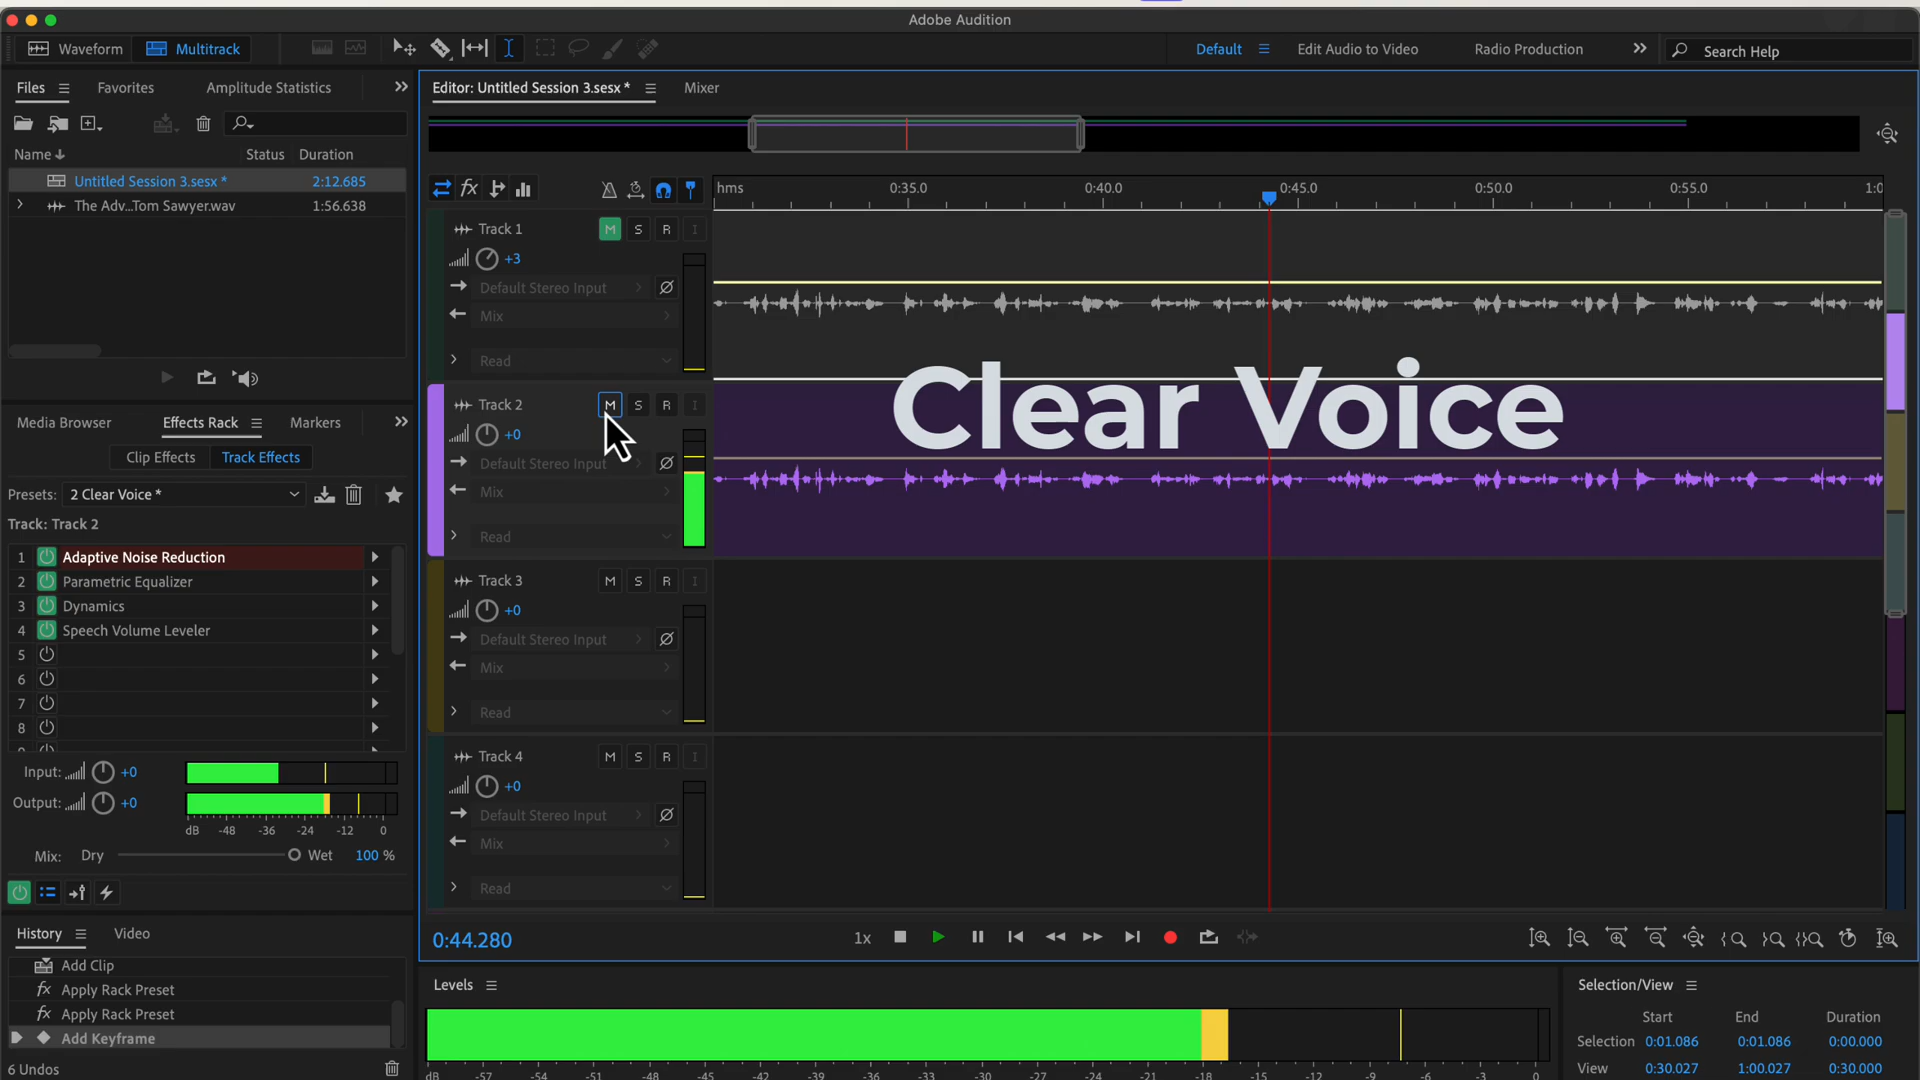 Adobe Audition
Waveform
Multitrack
Default
Edit Audio to Video
Radio Production
Search Help
Files
Favorites
Amplitude Statistics
Editor: Untitled Session 3.sesx *
Mixer
Name
Status
Duration
Untitled Session 3.sesx *
2:12.685
The Adv...Tom Sawyer.wav
1:56.638
fx
hms
0:35.0
0:40.0
0:45.0
0:50.0
0:55.0
1:0
Track 1
M
S
R
I
+3
Default Stereo Input
Mix
Read
Clear Voice
Track 2
M
S
R
I
+0
Default Stereo Input
Mix
Read
Media Browser
Effects Rack
Markers
Clip Effects
Track Effects
Presets:
2 Clear Voice *
Track: Track 2
1
Adaptive Noise Reduction
2
Parametric Equalizer
3
Dynamics
4
Speech Volume Leveler
5
6
7
8
Track 3
M
S
R
I
+0
Default Stereo Input
Mix
Read
Track 4
M
S
R
I
+0
Default Stereo Input
Mix
Read
Input:
+0
Output:
+0
dB
-48
-36
-24
-12
0
Mix:
Dry
Wet
100 %
History
Video
Add Clip
fx Apply Rack Preset
fx Apply Rack Preset
Add Keyframe
6 Undos
0:44.280
1x
Levels
dB
-57
-54
-51
-48
-45
-42
-39
-36
-33
-30
-27
-24
-21
-18
-15
-12
-9
-6
-3
0
Selection/View
Start
End
Duration
Selection
0:01.086
0:01.086
0:00.000
View
0:30.027
1:00.027
0:30.000